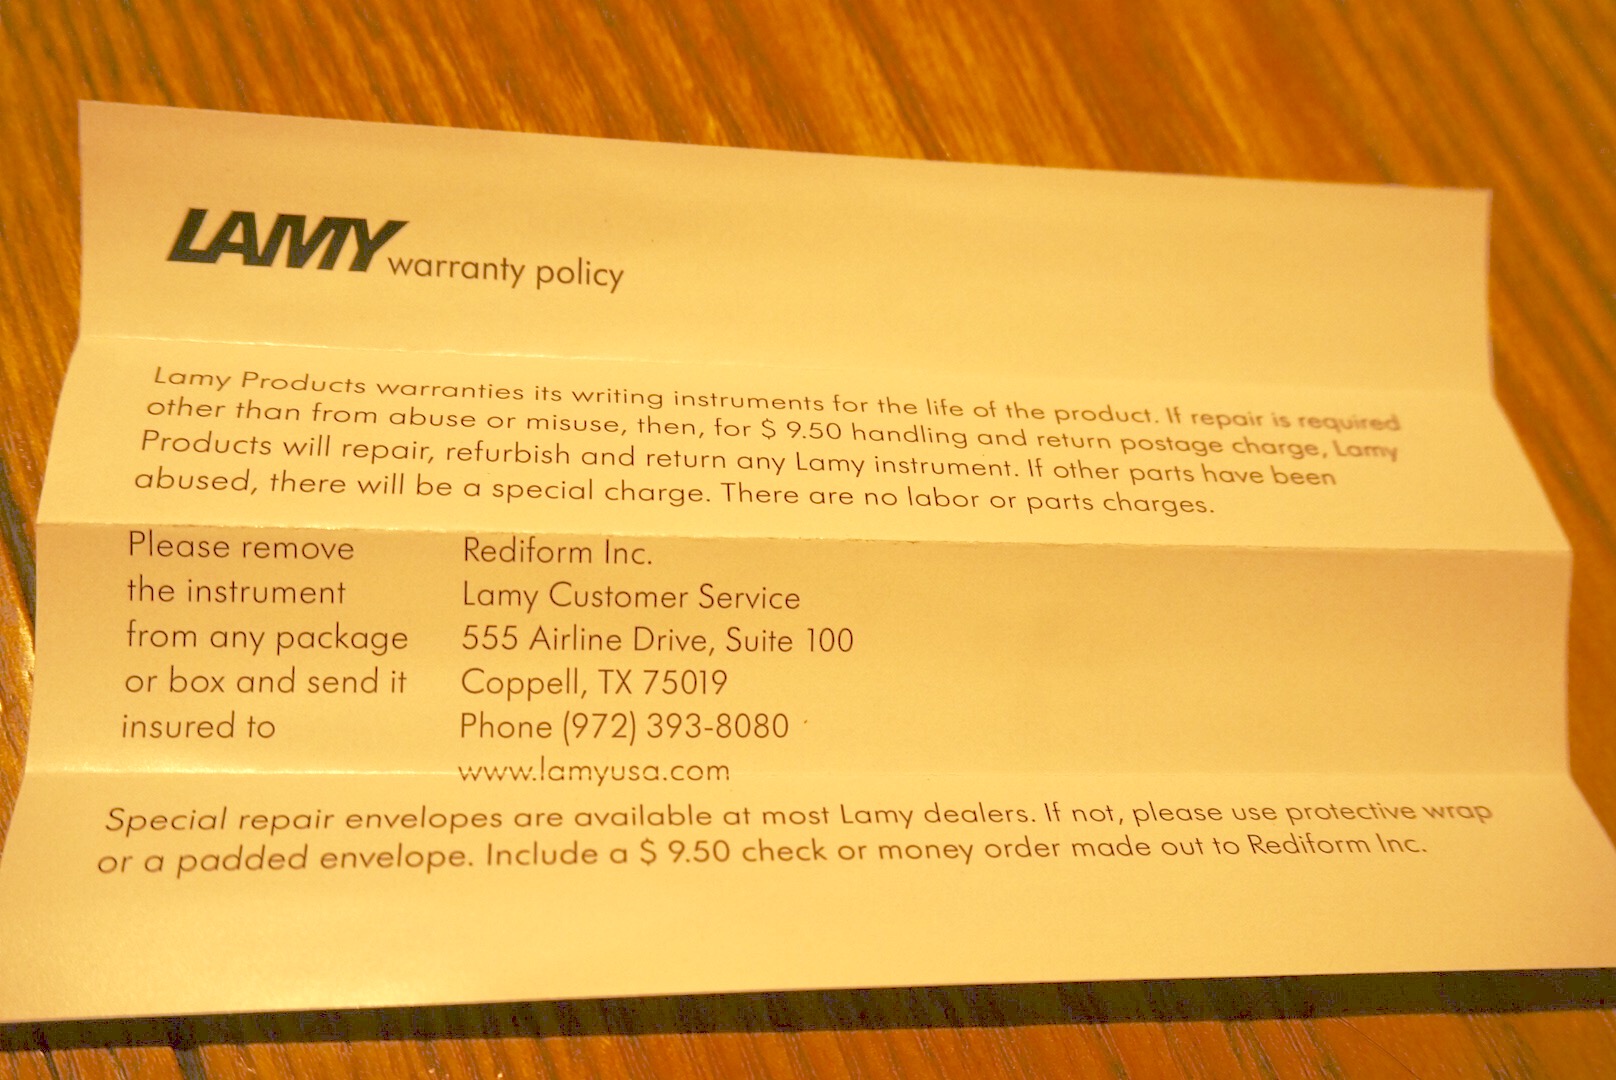 LAMY warranty policy
Lamy Products warranties its writing instruments for the life of the product. If repair is required
other than from abuse or misuse, then, for $ 9.50 handling and return postage charge, Lamy
Products will repair, refurbish and return any Lamy instrument. If other parts have been
abused, there will be a special charge. There are no labor or parts charges.
Please remove
the instrument
from any package
or box and send it
insured to
Rediform Inc.
Lamy Customer Service
555 Airline Drive, Suite 100
Coppell, TX 75019
Phone (972) 393-8080
www.lamyusa.com
Special repair envelopes are available at most Lamy dealers. If not, please use protective wrap
or a padded envelope. Include a $ 9.50 check or money order made out to Rediform Inc.